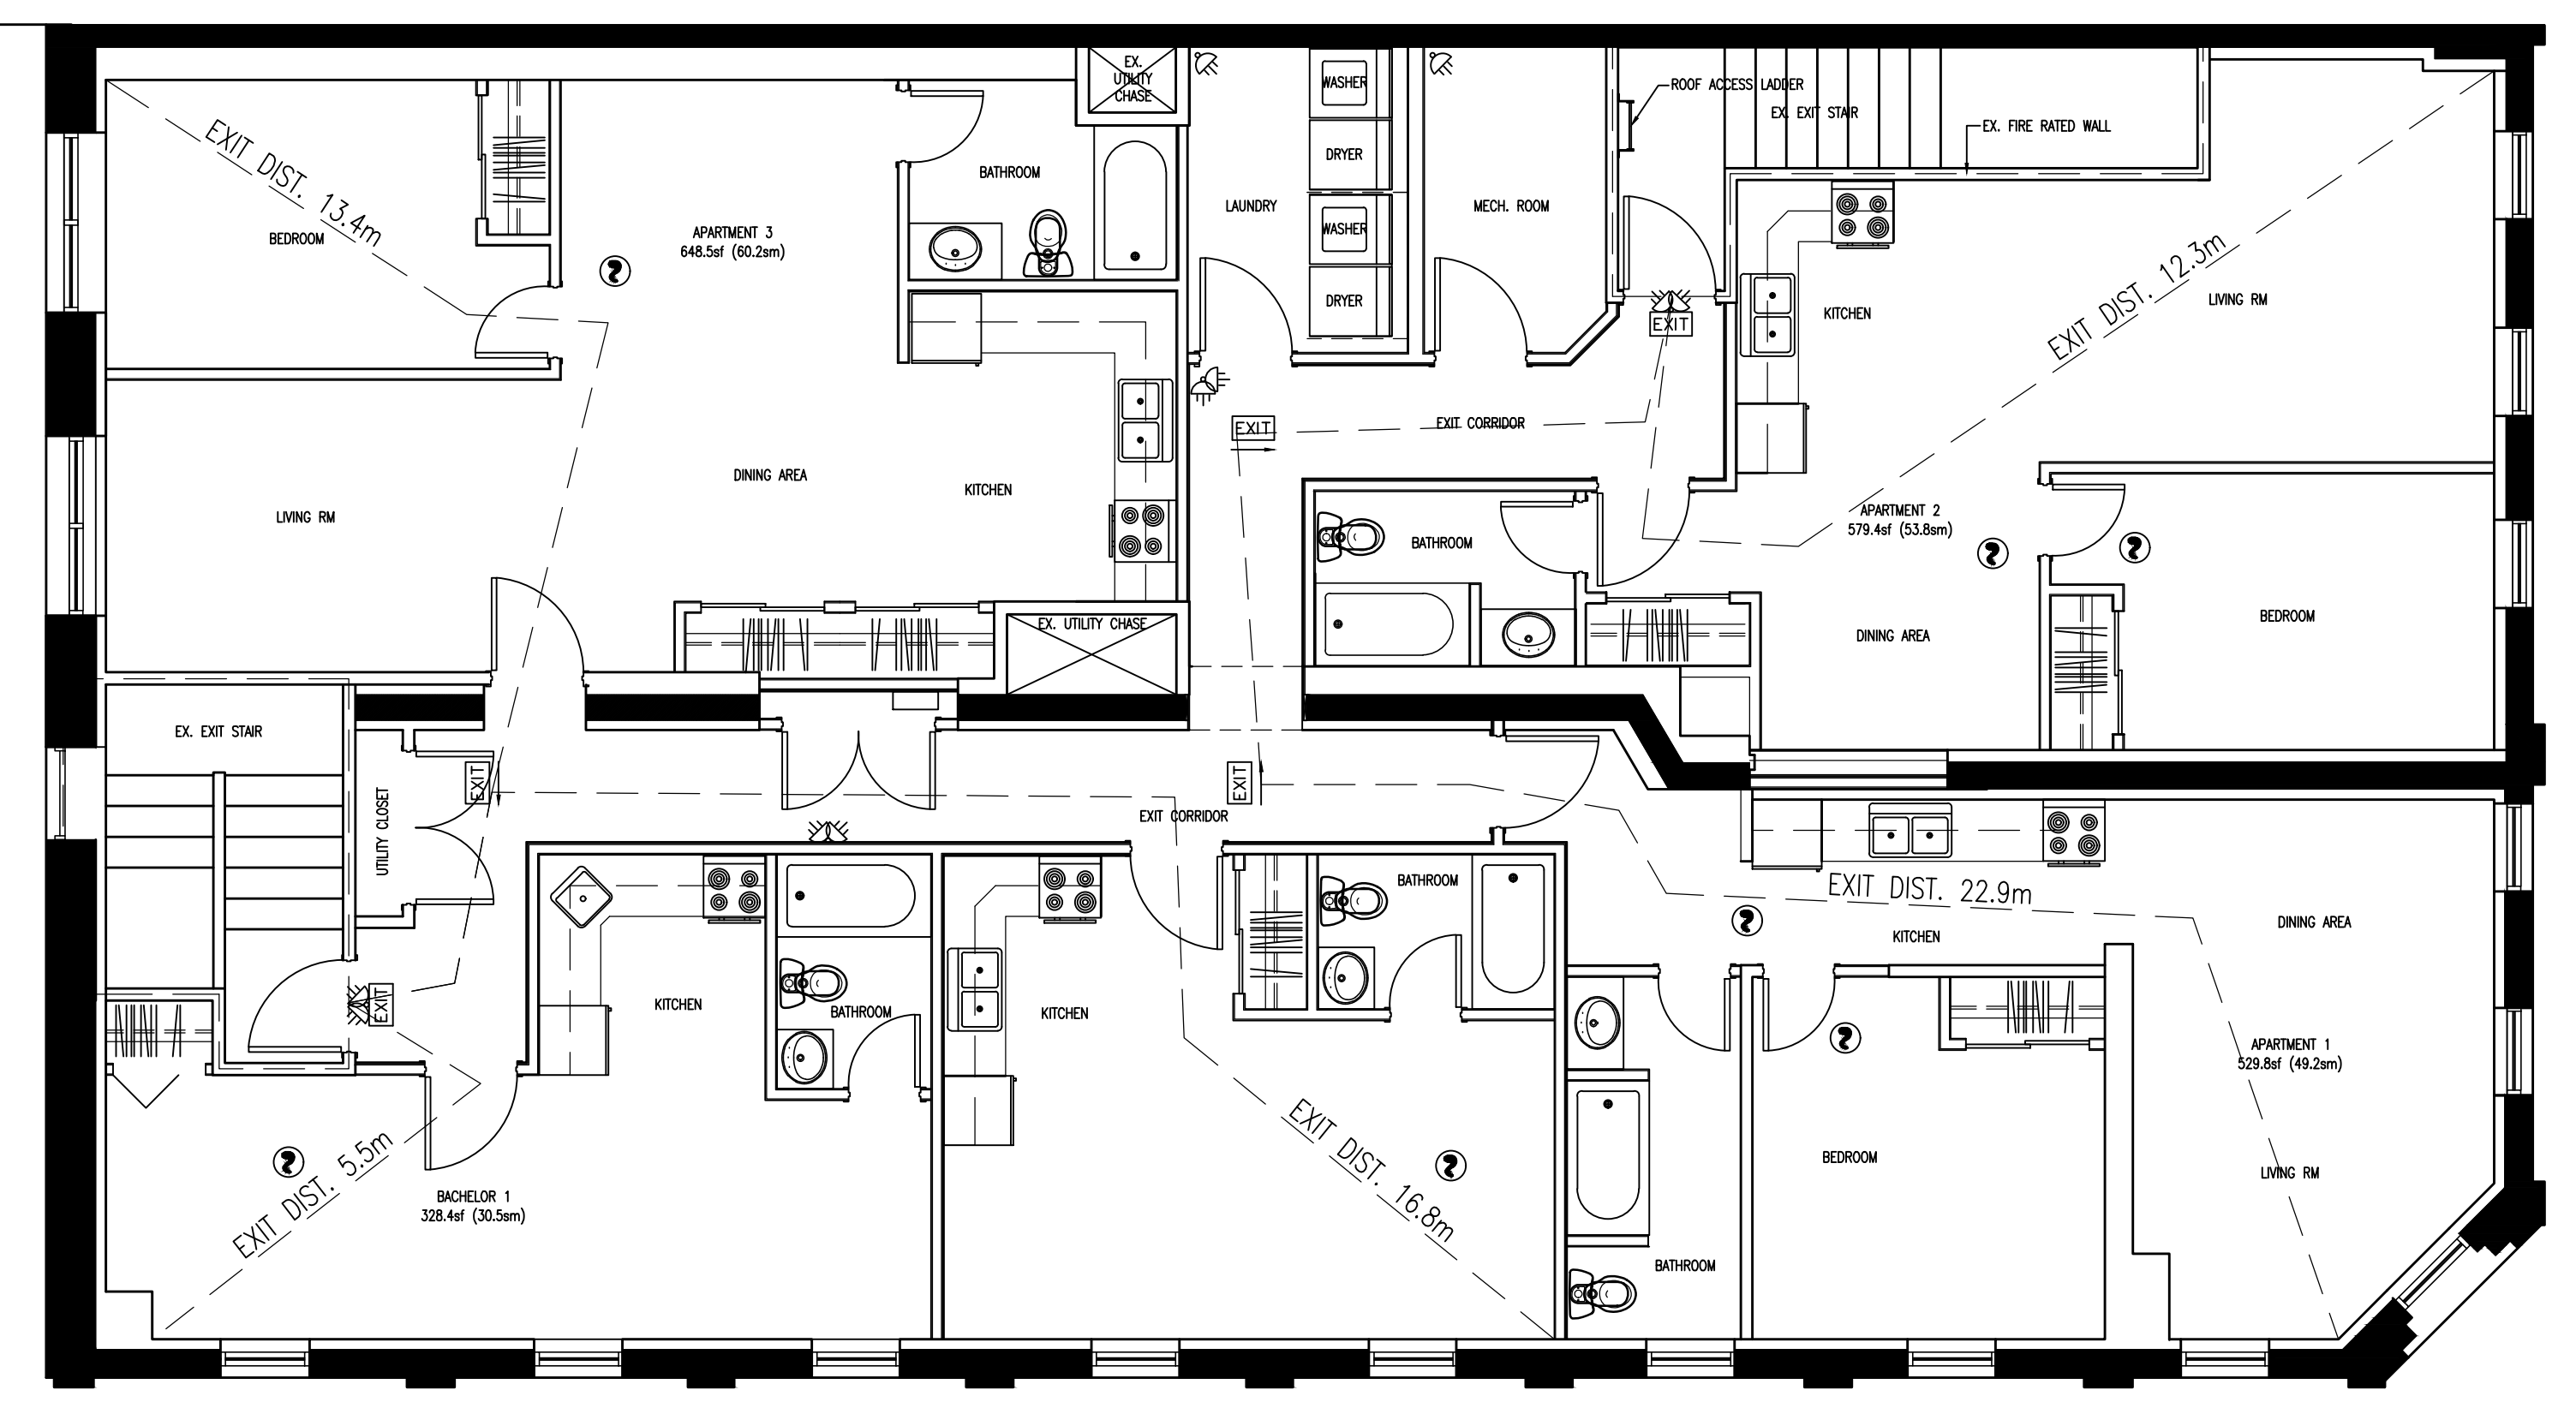 EX.
UTILITY
CHASE
WASHER
ROOF ACCESS LADDER
EX. EXIT STAIR
EX. FIRE RATED WALL
DRYER
BATHROOM
LAUNDRY
MECH. ROOM
EXIT DIST. 13.4m
BEDROOM
APARTMENT 3
648.5sf (60.2sm)
WASHER
DRYER
EXIT
KITCHEN
EXIT DIST. 12.3m
LIVING RM
EXIT
EXIT CORRIDOR
DINING AREA
KITCHEN
LIVING RM
BATHROOM
APARTMENT 2
579.4sf (53.8sm)
EX. UTILITY CHASE
DINING AREA
BEDROOM
EX. EXIT STAIR
EXIT
EXIT
UTILITY CLOSET
EXIT CORRIDOR
BATHROOM
EXIT DIST. 22.9m
KITCHEN
DINING AREA
EXIT
KITCHEN
BATHROOM
KITCHEN
APARTMENT 1
529.8sf (49.2sm)
EXIT DIST. 5.5m
BACHELOR 1
328.4sf (30.5sm)
EXIT DIST. 16.8m
BEDROOM
LIVING RM
BATHROOM